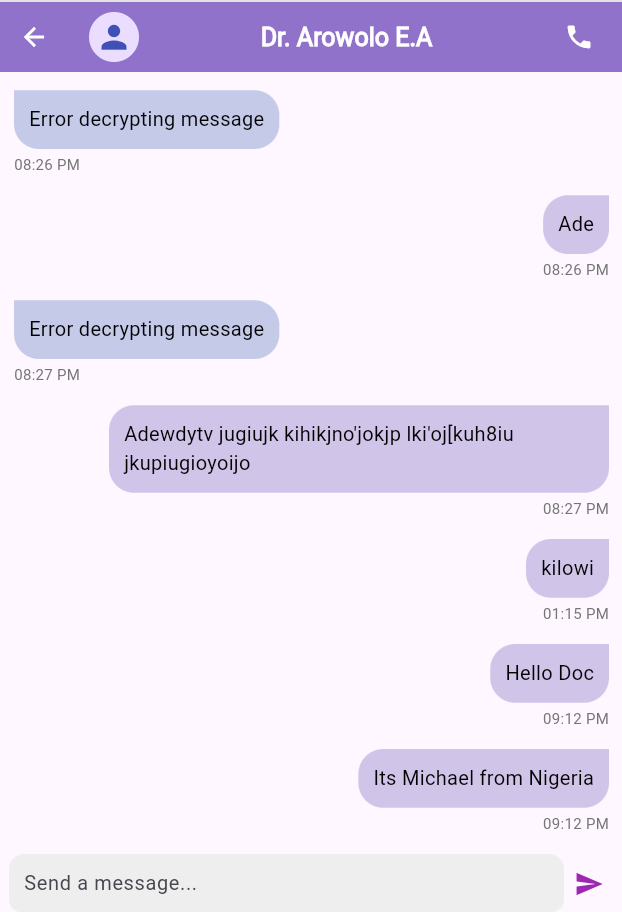 Dr. Arowolo E.A
Error decrypting message
08:26 PM
Ade
08:26 PM
Error decrypting message
08:27 PM
Adewdytv jugiujk kihikjno'jokjp lki'oj[kuh8iu
jkupiugioyoijo
08:27 PM
kilowi
01:15 PM
Hello Doc
09:12 PM
Its Michael from Nigeria
09:12 PM
Send a message...